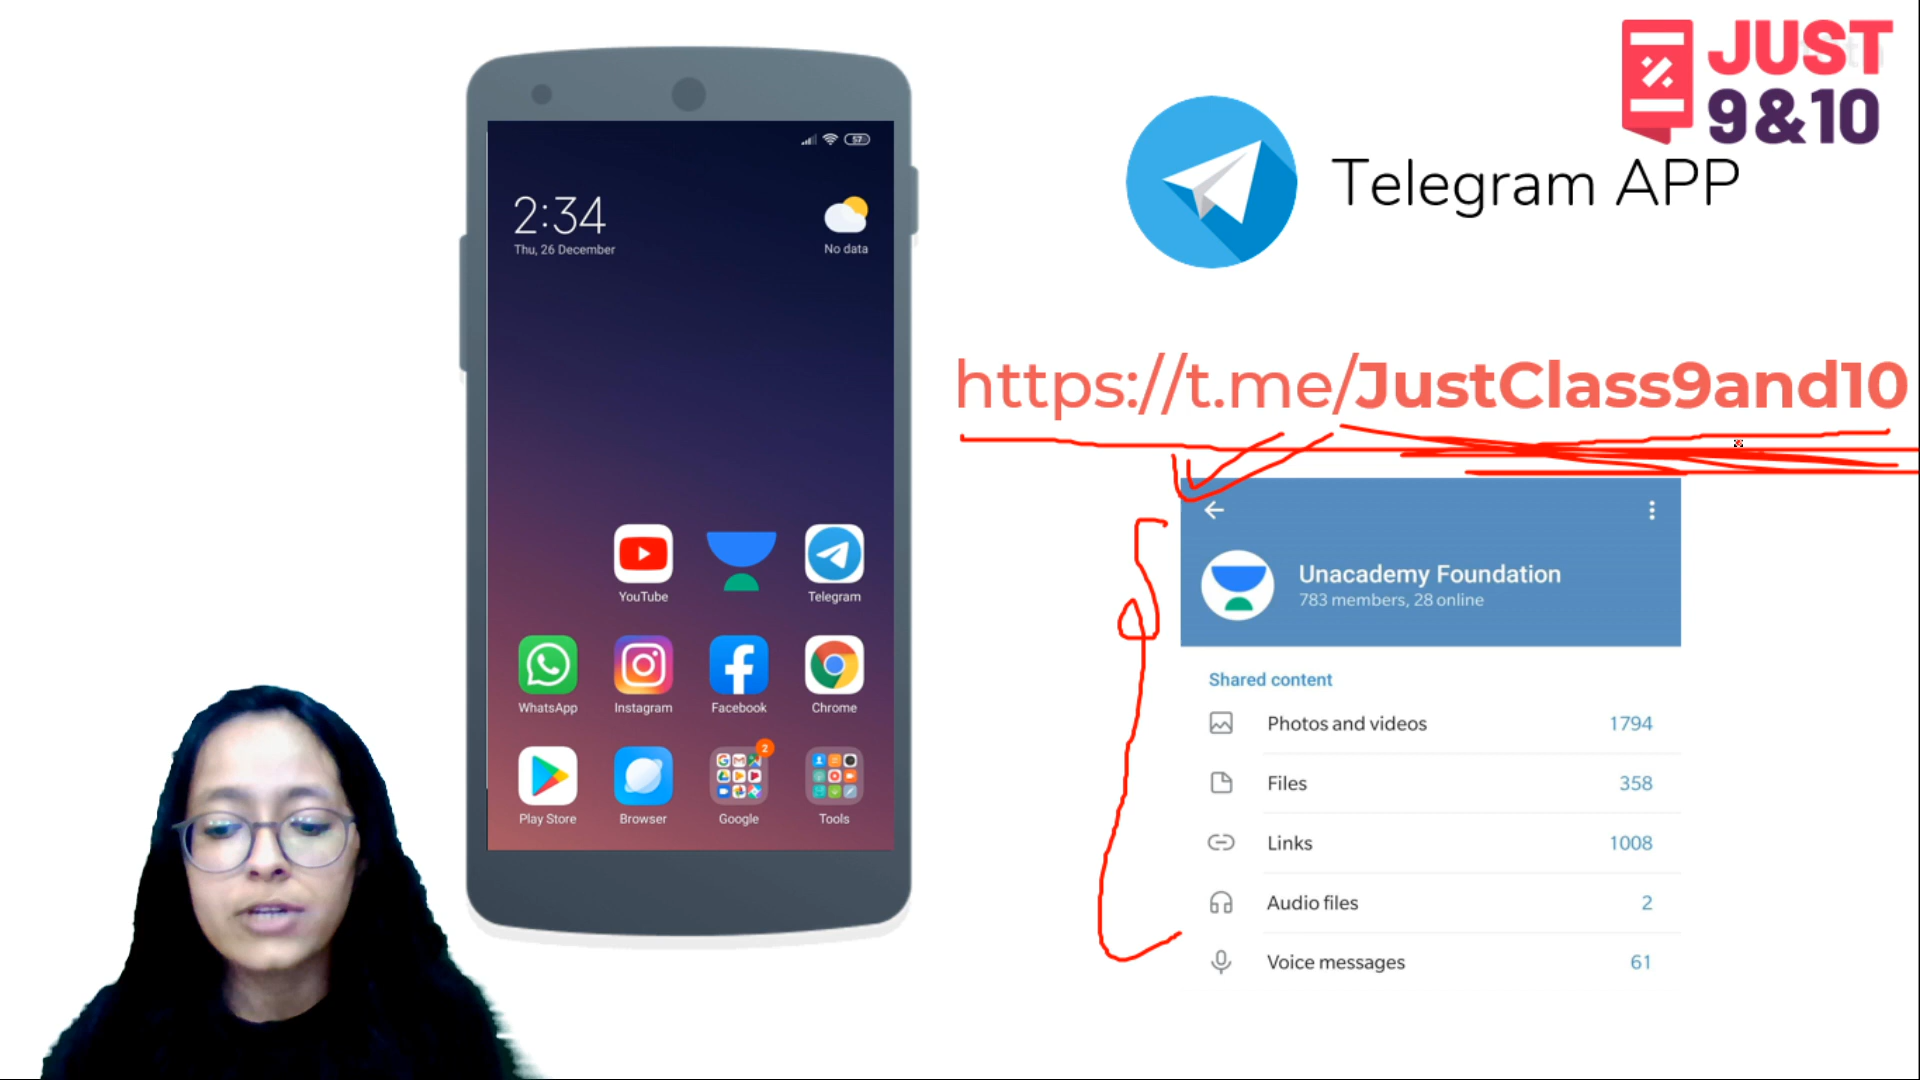 JUST
9&10
Telegram APP
https://t.me/JustClass9and10
57
2:34
Thu, 26 December
No data
YouTube
Telegram
WhatsApp
Instagram
Facebook
Chrome
2
Play Store
Browser
Google
Tools
Unacademy Foundation
783 members, 28 online
Shared content
Photos and videos 1794
Files 358
Links 1008
Audio files 2
Voice messages 61